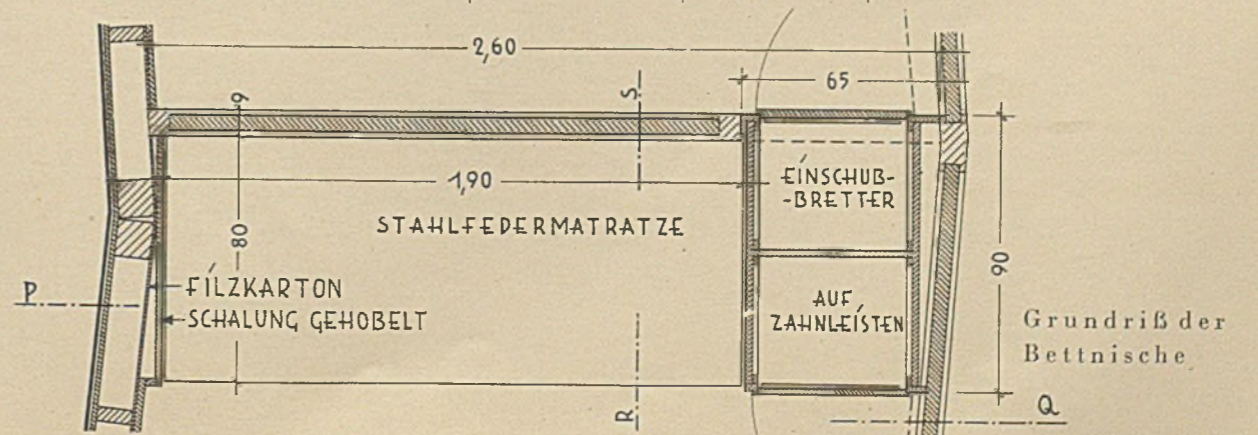 2,60
65
9
S
1,90
EINSCHUB-
-BRETTER
STAHLFEDERMATRATZE
80
90
P
FILZKARTON
SCHALUNG GEHOBELT
AUF
ZAHNLEISTEN
Grundriß der
Bettnische
R
Q